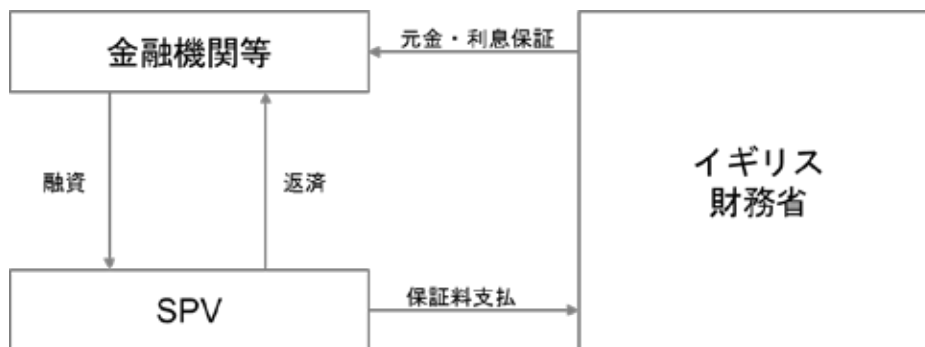 金融機関等
元金・利息保証
イギリス
財務省
融資
返済
SPV
保証料支払